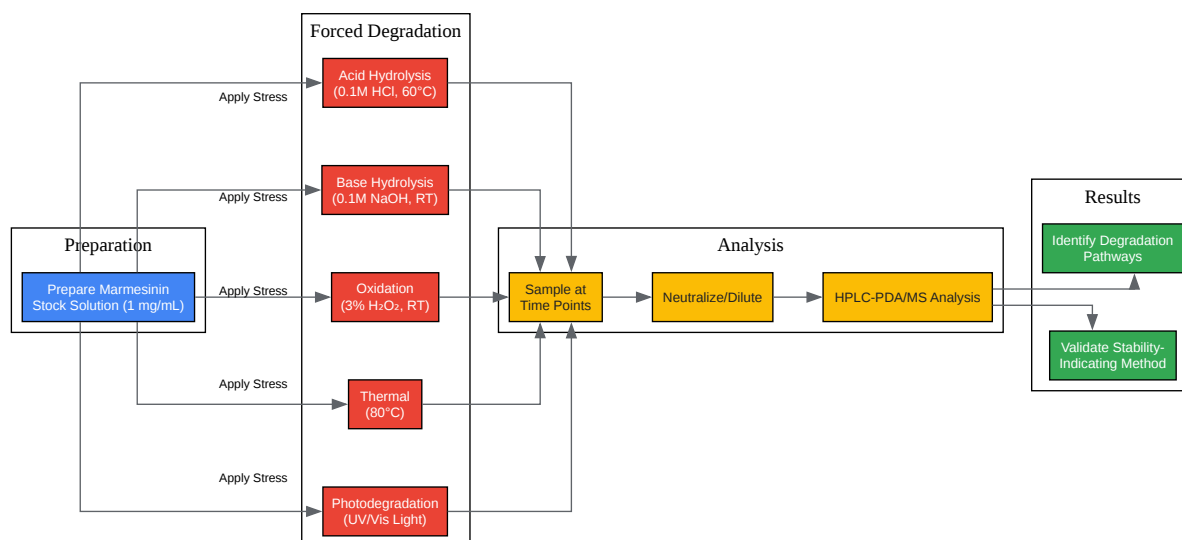 Forced Degradation
Acid Hydrolysis
(0.1M HCl, 60°C)
Apply Stress
Base Hydrolysis
(0.1M NaOH, RT)
Apply Stress
Preparation
Prepare Marmesinin
Stock Solution (1 mg/mL)
Apply Stress
Oxidation
(3% H₂O₂, RT)
Apply Stress
Thermal
(80°C)
Apply Stress
Photodegradation
(UV/Vis Light)
Analysis
Sample at
Time Points
Neutralize/Dilute
HPLC-PDA/MS Analysis
Results
Identify Degradation
Pathways
Validate Stability-
Indicating Method